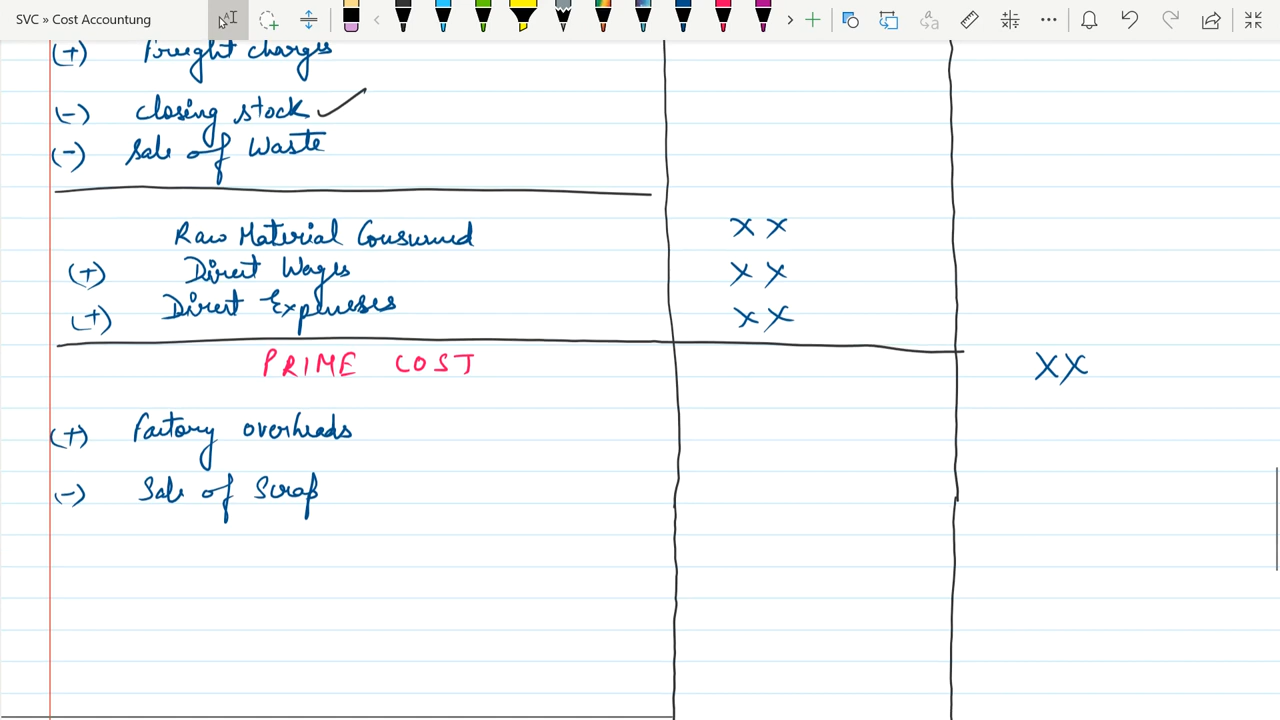 SVC » Cost Accountung
(+) freight charges
(-) closing stock ✓
(-) Sale of Waste
Raw Material Consumed XX
(+) Direct Wages XX
(+) Direct Expenses XX
PRIME COST XX
(+) factory overheads
(-) Sale of Scrap